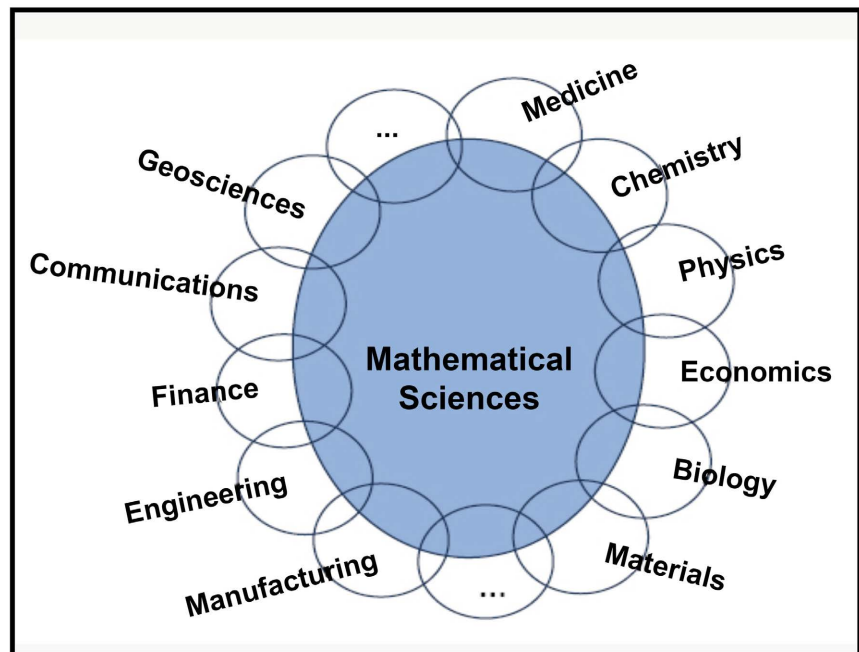 ...
Medicine
Chemistry
Physics
Economics
Biology
Materials
...
Manufacturing
Engineering
Finance
Communications
Geosciences
Mathematical
Sciences